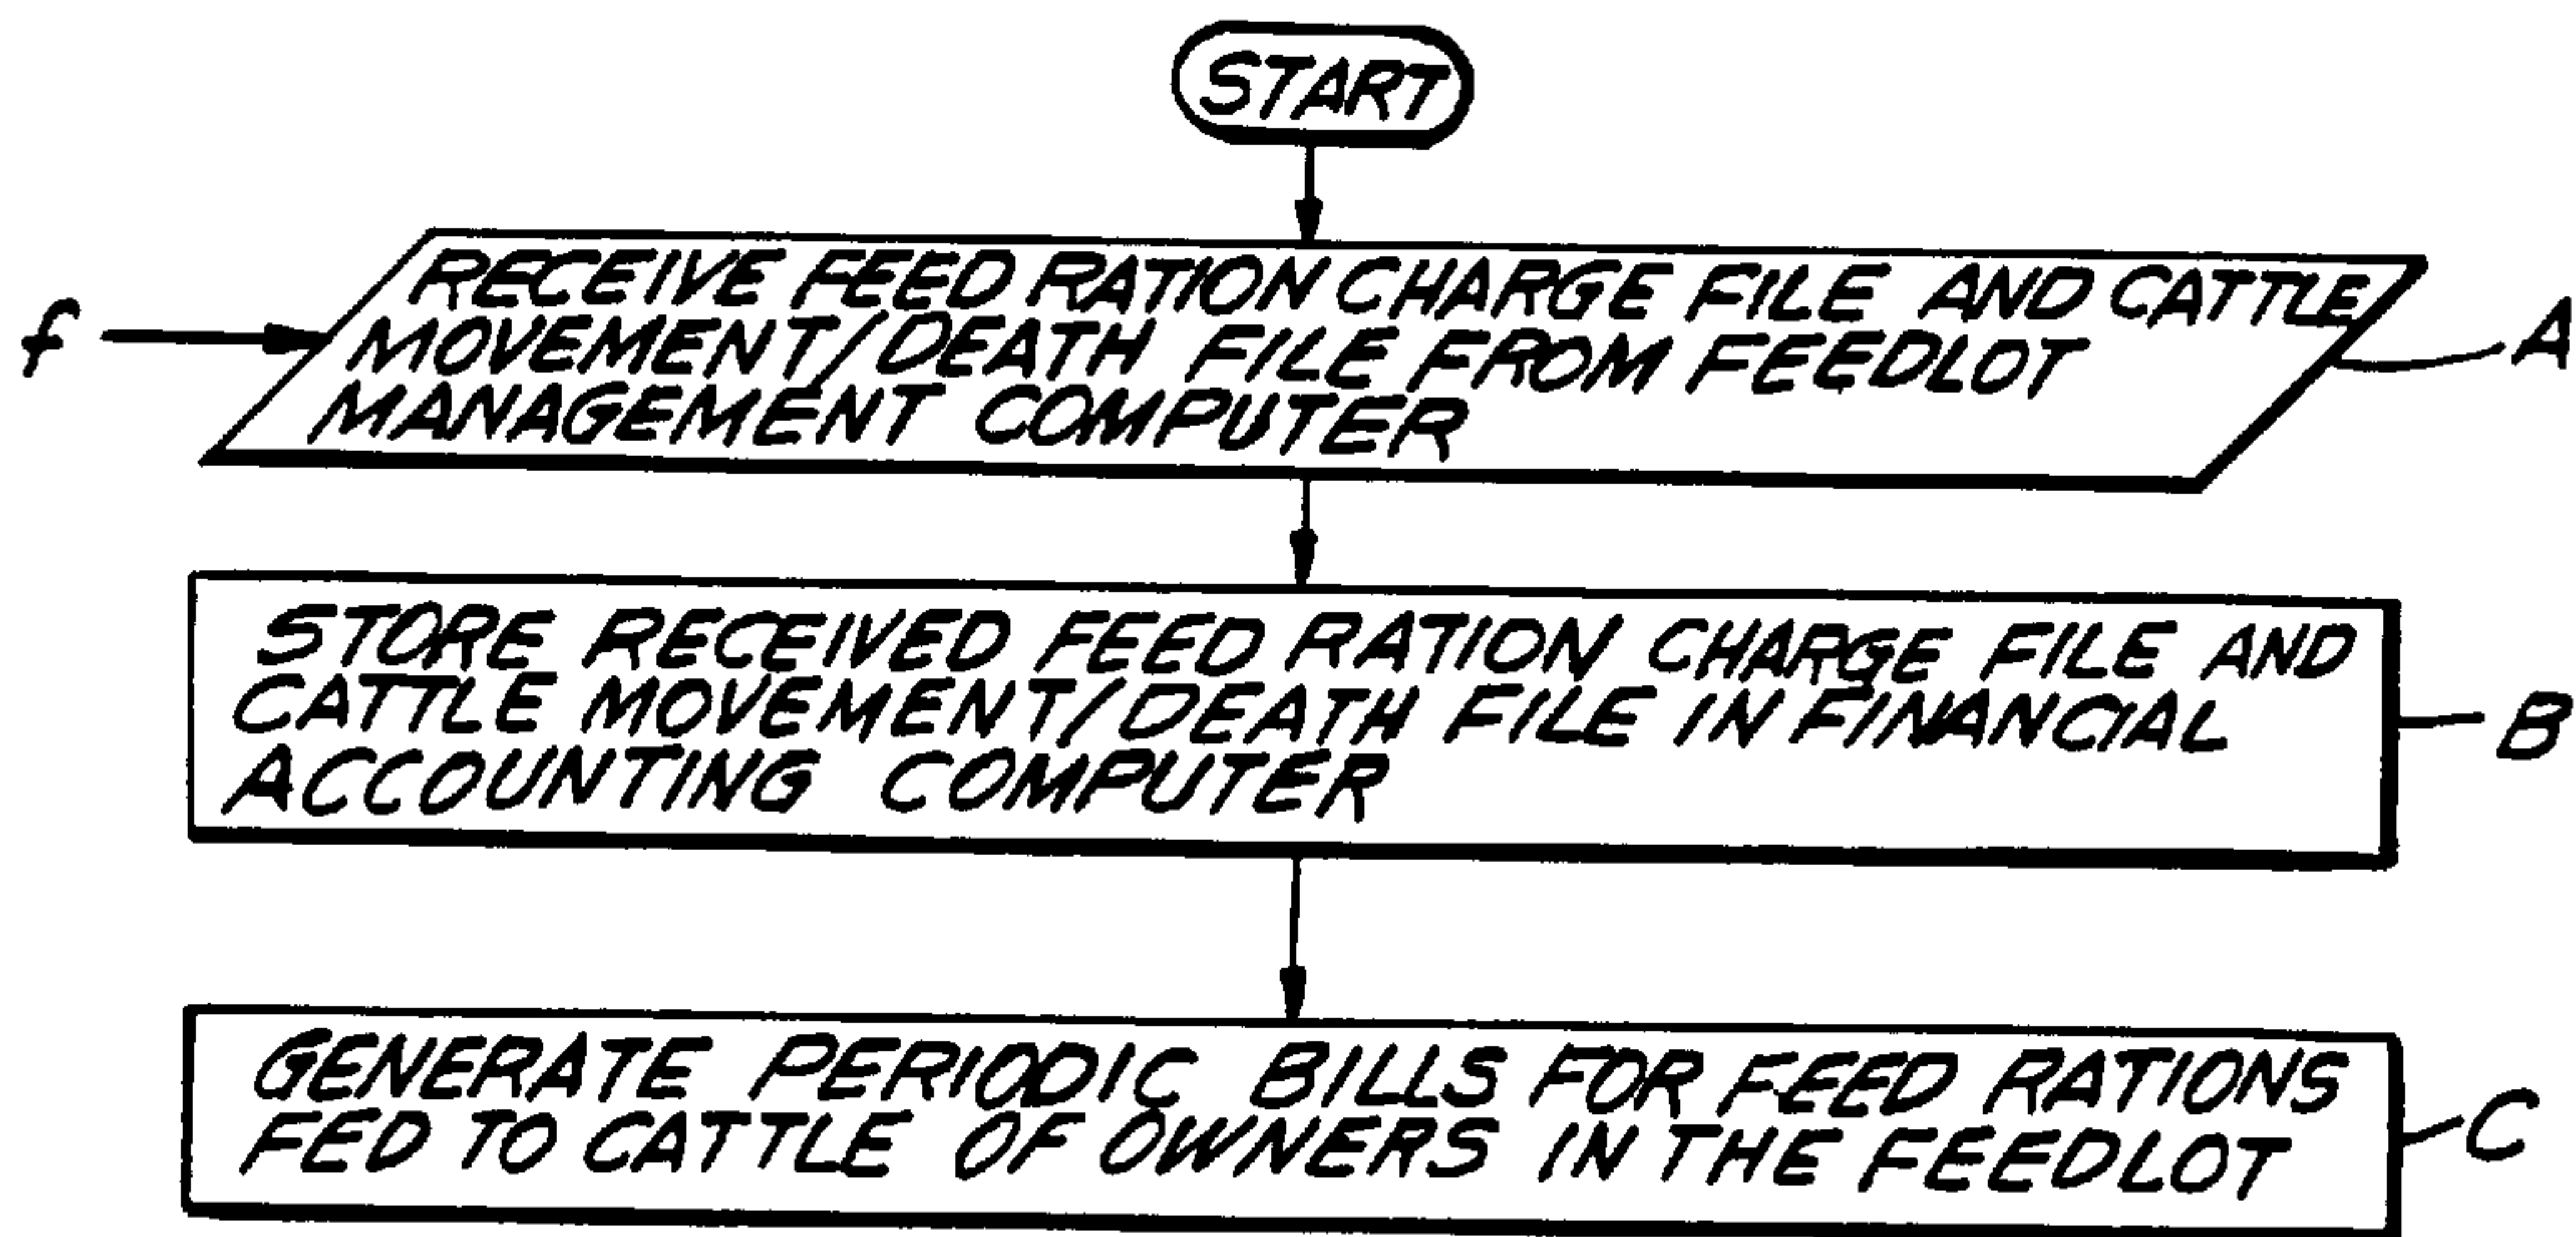 START
f
RECEIVE FEED RATION CHARGE FILE AND CATTLE
MOVEMENT/DEATH FILE FROM FEEDLOT
MANAGEMENT COMPUTER
A
STORE RECEIVED FEED RATION CHARGE FILE AND
CATTLE MOVEMENT/DEATH FILE IN FINANCIAL
ACCOUNTING COMPUTER
B
GENERATE PERIODIC BILLS FOR FEED RATIONS
FED TO CATTLE OF OWNERS IN THE FEEDLOT
C